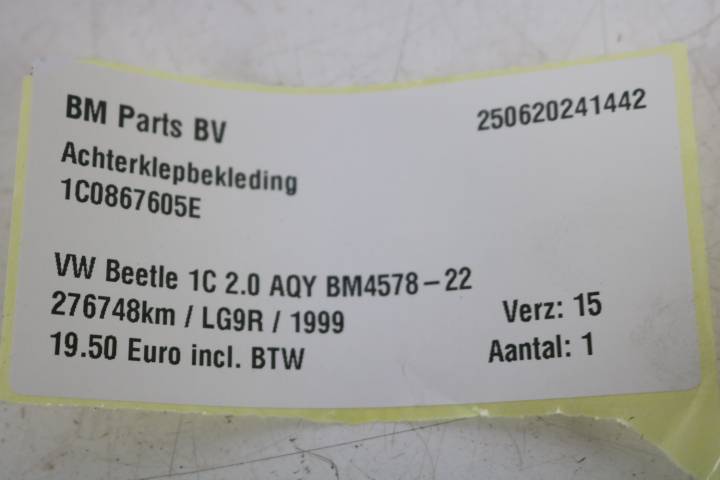 BM Parts BV
250620241442
Achterklepbekleding
1C0867605E
VW Beetle 1C 2.0 AQY BM4578-22
276748km / LG9R / 1999
Verz: 15
19.50 Euro incl. BTW
Aantal: 1